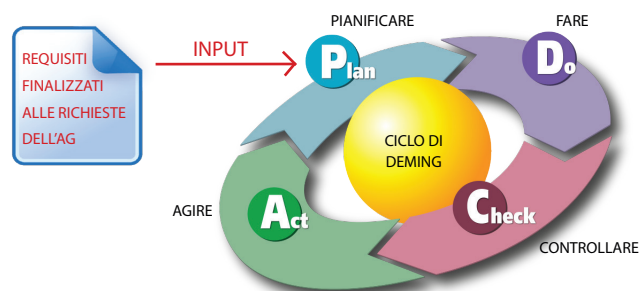 PIANIFICARE
FARE
INPUT
REQUISITI
FINALIZZATI
ALLE RICHIESTE
DELL'AG
Plan
Do
CICLO DI
DEMING
AGIRE
Act
Check
CONTROLLARE